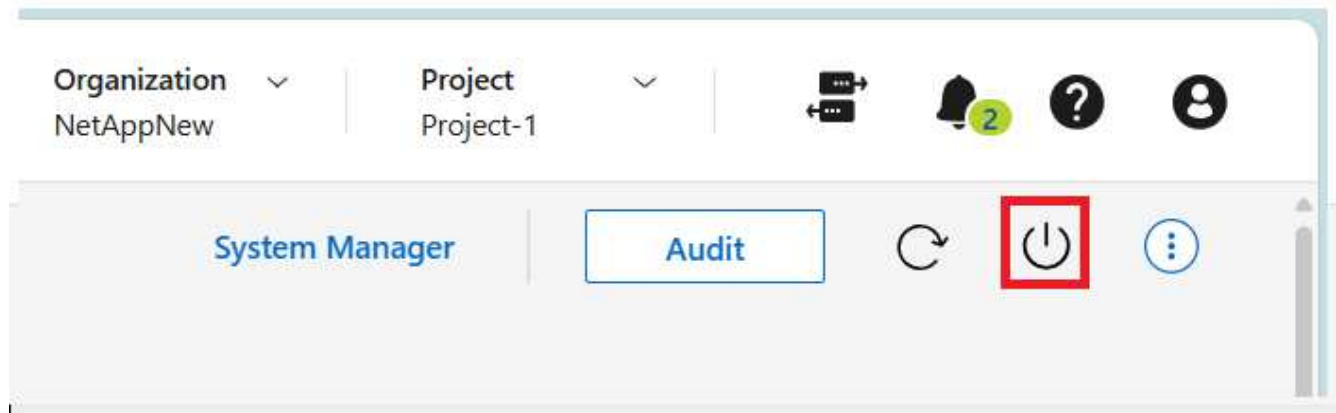 Organization
NetAppNew
Project
Project-1
2
?
System Manager
Audit